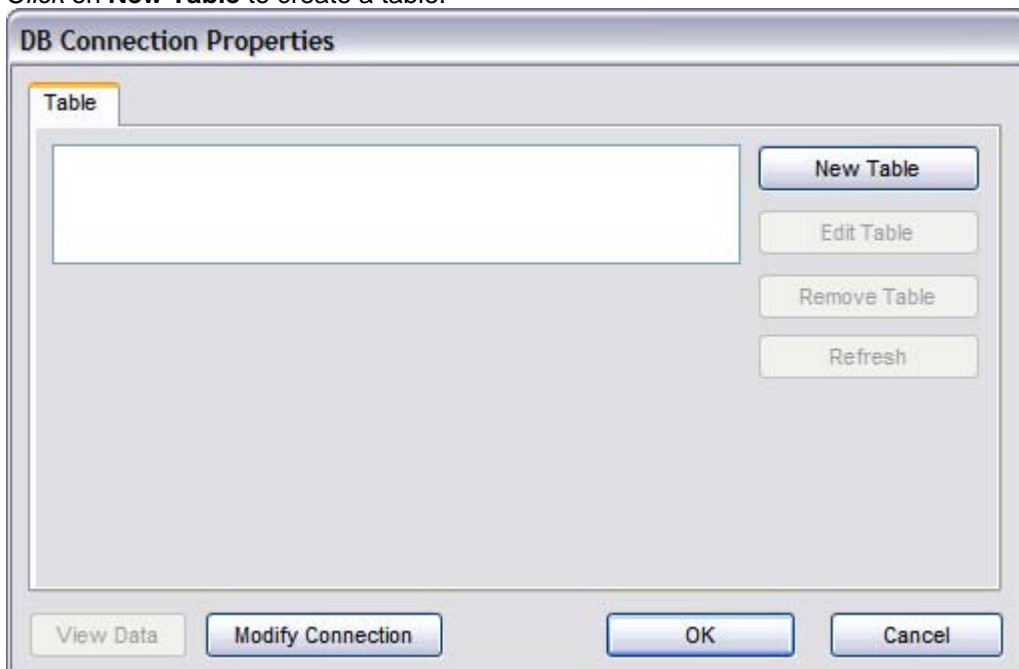 Click on New Table to create a table.
DB Connection Properties
Table
New Table
Edit Table
Remove Table
Refresh
View Data
Modify Connection
OK
Cancel